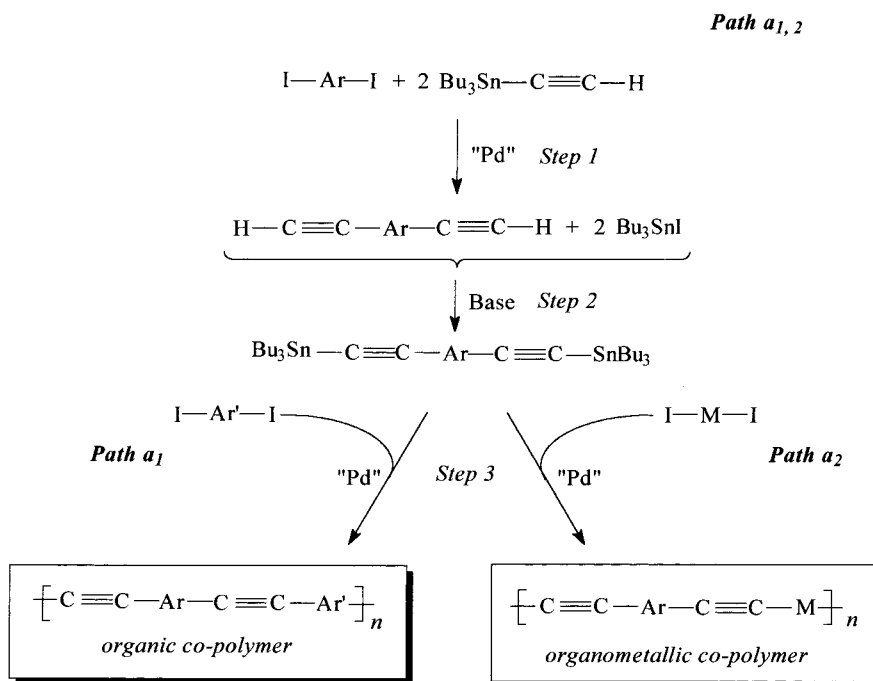 Path a1, 2
I—Ar—I + 2 Bu3Sn—C≡C—H
"Pd" Step 1
H—C≡C—Ar—C≡C—H + 2 Bu3SnI
Base Step 2
Bu3Sn—C≡C—Ar—C≡C—SnBu3
I—Ar'—I I—M—I
Path a1 "Pd" Step 3 "Pd" Path a2
[C≡C—Ar—C≡C—Ar']n
organic co-polymer
[C≡C—Ar—C≡C—M]n
organometallic co-polymer